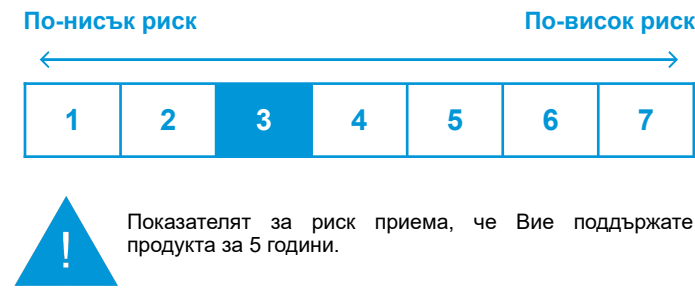 По-нисък риск По-висок риск
1 2 3 4 5 6 7
! Показателят за риск приема, че Вие поддържате
продукта за 5 години.